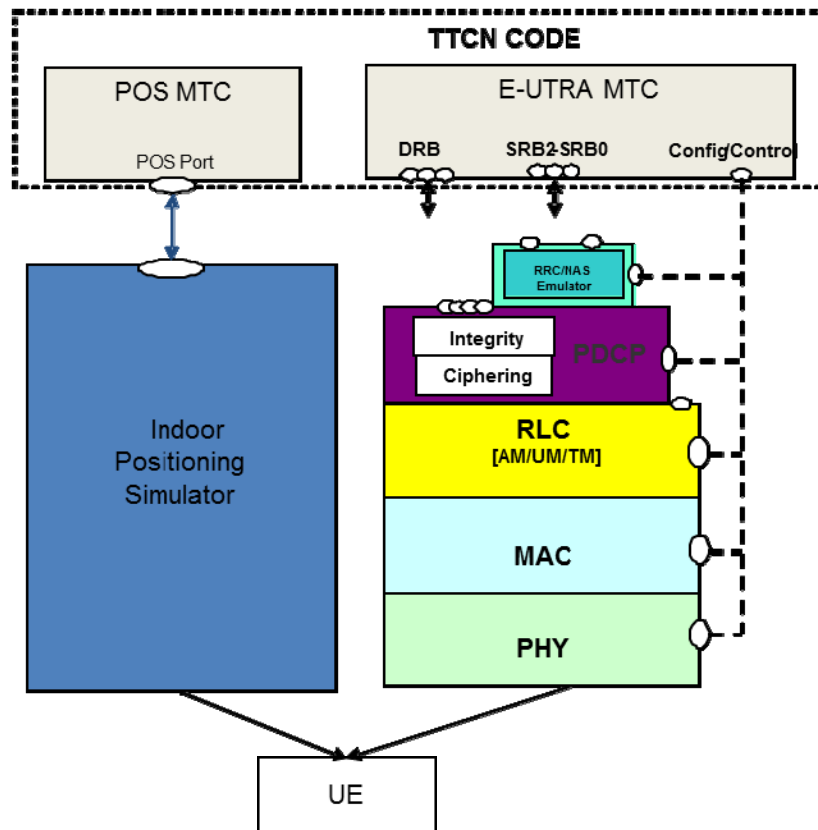 TTCN CODE
POS MTC
E-UTRA MTC
POS Port
DRB
SRB2-SRB0
Config/Control
RRC/NAS
Emulator
Integrity
Ciphering
PDCP
Indoor
Positioning
Simulator
RLC
[AM/UM/TM]
MAC
PHY
UE